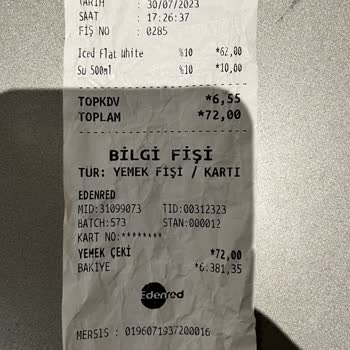 TARİH : 30/07/2023
SAAT : 17:26:37
FİŞ NO : 0285
Iced Flat White %10 *62,00
Su 500ml %10 *10,00
TOPKDV *6,55
TOPLAM *72,00
BİLGİ FİŞİ
TÜR: YEMEK FİŞİ / KARTI
EDENRED
MID:31099073 TID:00312323
BATCH:573 STAN:000012
KART NO:********
YEMEK ÇEKİ *72,00
BAKİYE *6.381,35
Edenred
MERSIS : 0196071937200016